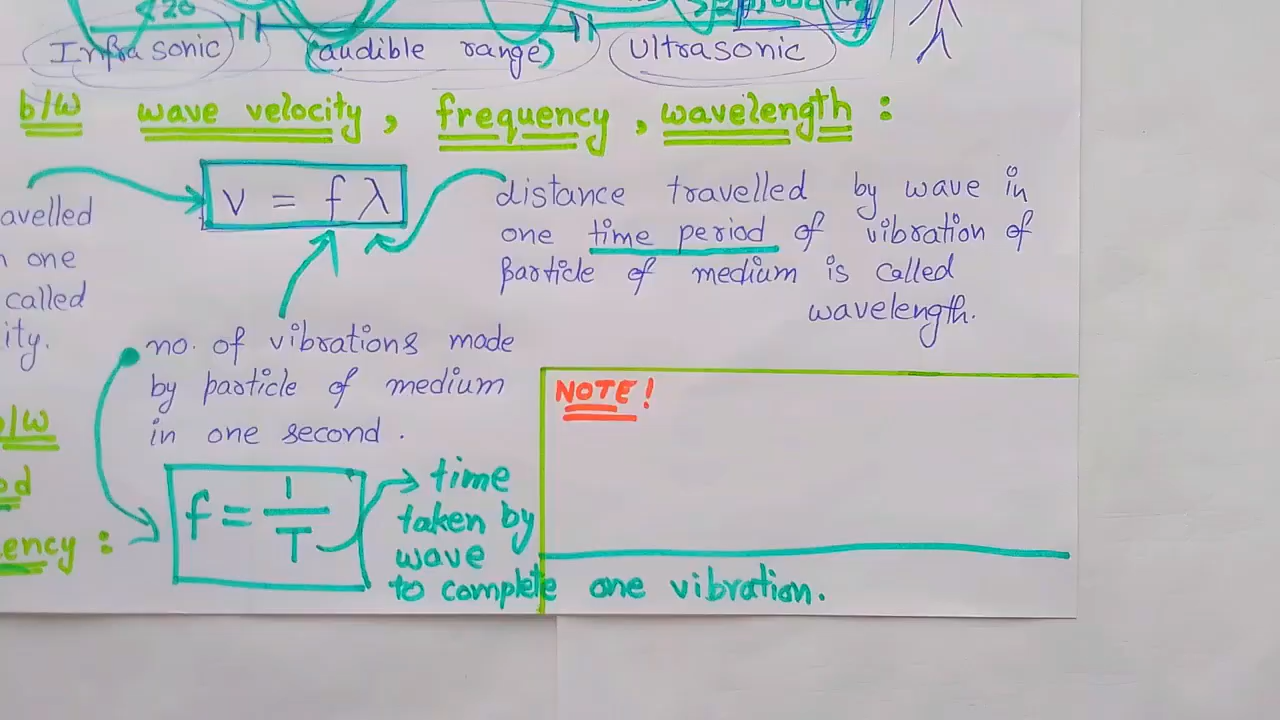 <20
Infrasonic (audible range) Ultrasonic
b/w wave velocity, frequency, wavelength :
v = f λ
distance travelled by wave in
one time period of vibration of
particle of medium is called
wavelength.
avelled
one
called
ity.
no. of vibrations made
by particle of medium
in one second .
b/w
od
ency :
f = 1/T
time
taken by
wave
to complete one vibration.
NOTE!